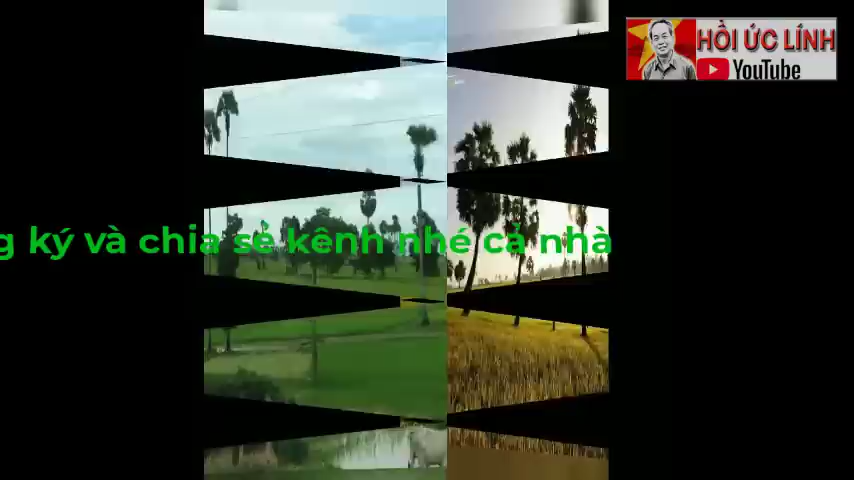 HỒI ỨC LÍNH
YouTube
g ký và chia sẻ kênh nhé cả nhà